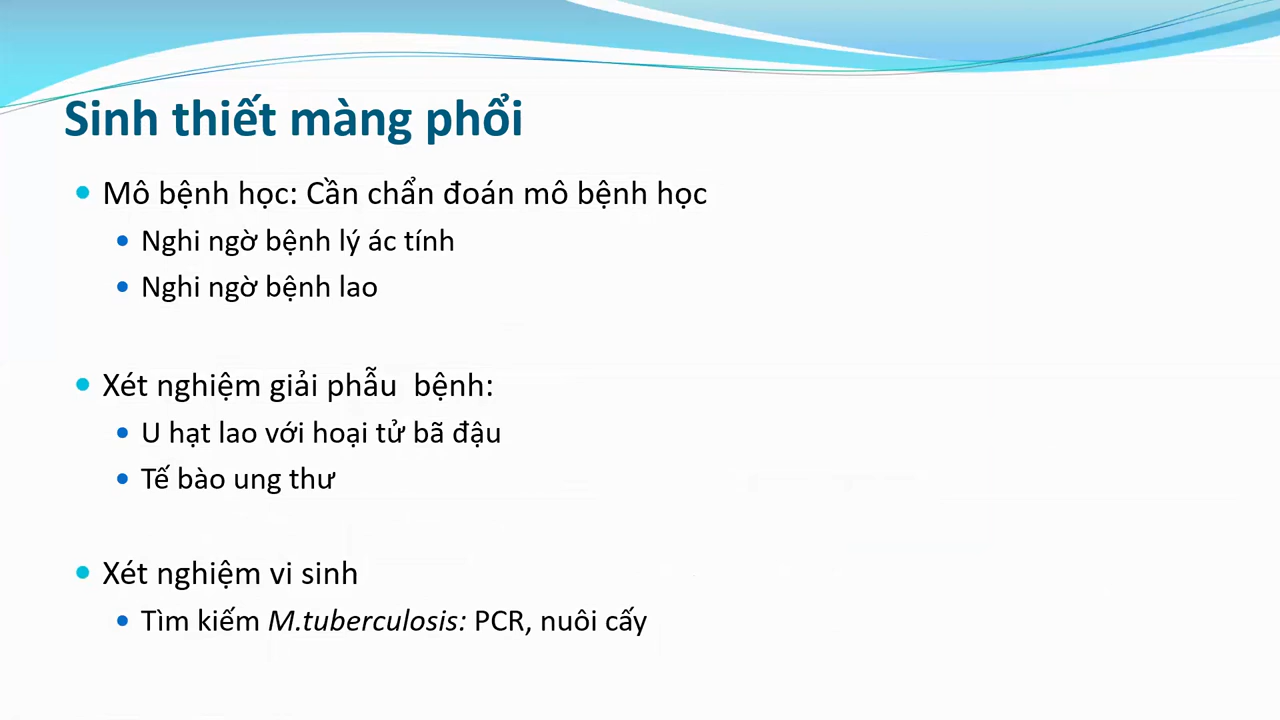 Sinh thiết màng phổi
Mô bệnh học: Cần chẩn đoán mô bệnh học
Nghi ngờ bệnh lý ác tính
Nghi ngờ bệnh lao
Xét nghiệm giải phẫu bệnh:
U hạt lao với hoại tử bã đậu
Tế bào ung thư
Xét nghiệm vi sinh
Tìm kiếm M.tuberculosis: PCR, nuôi cấy